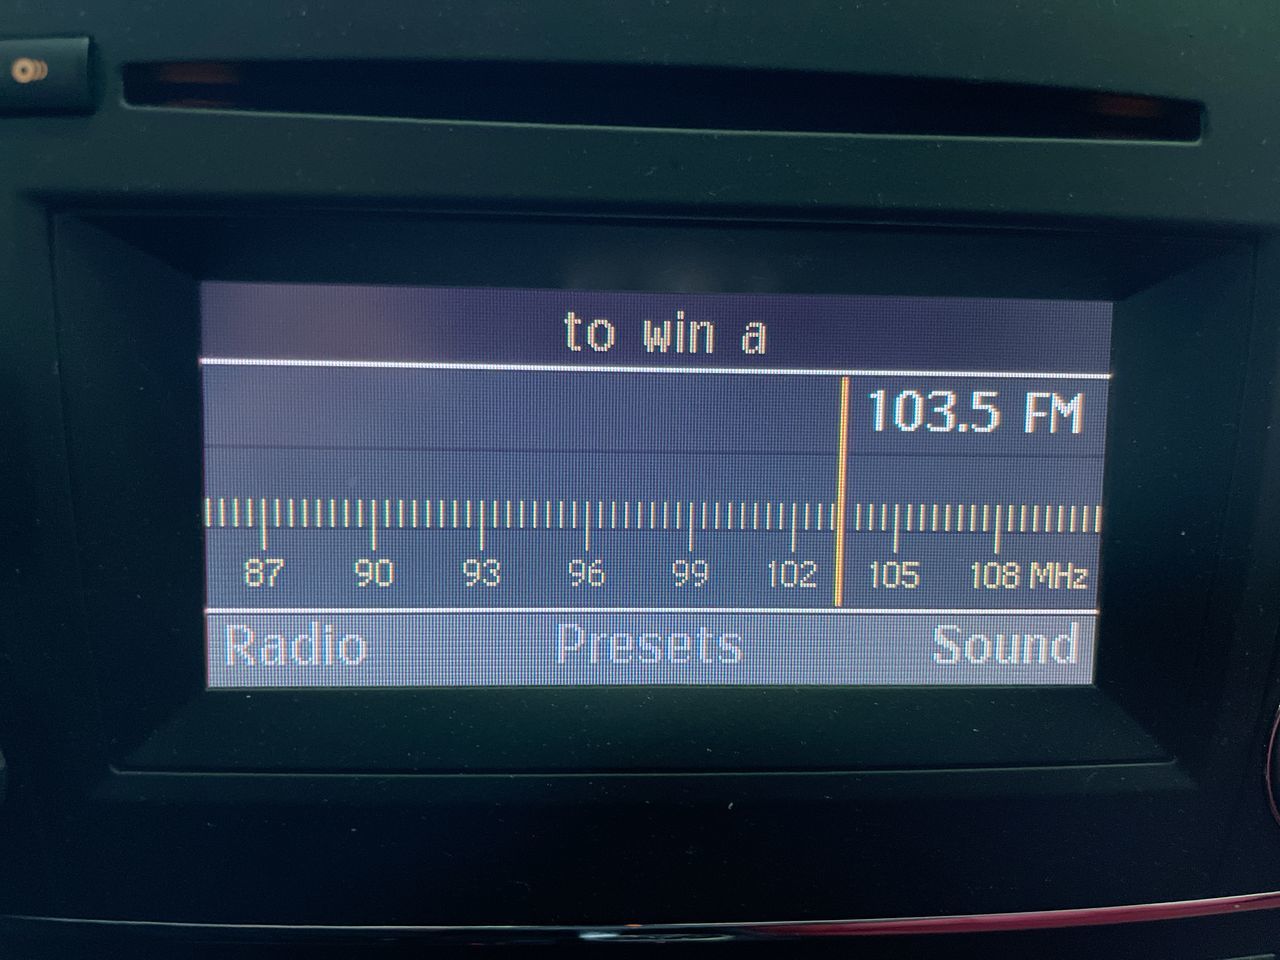 to win a
103.5 FM
87 90 93 96 99 102 105 108 MHz
Radio Presets Sound